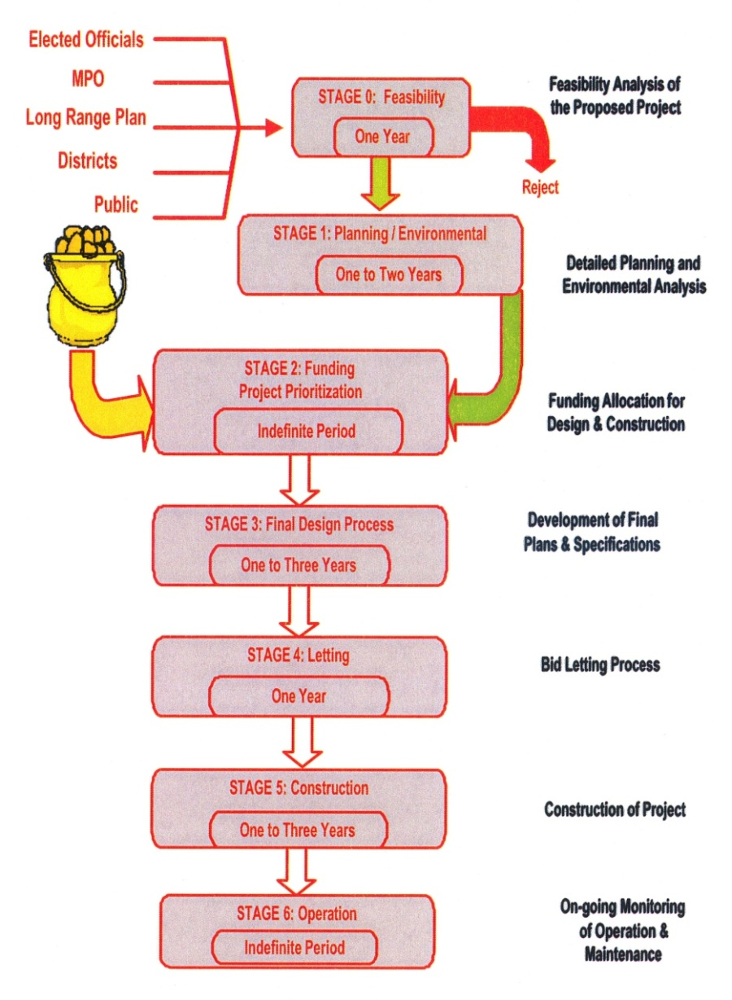 Elected Officials
MPO
Long Range Plan
Districts
Public
STAGE 0: Feasibility
One Year
Feasibility Analysis of
the Proposed Project
Reject
STAGE 1: Planning / Environmental
One to Two Years
Detailed Planning and
Environmental Analysis
STAGE 2: Funding
Project Prioritization
Indefinite Period
Funding Allocation for
Design & Construction
STAGE 3: Final Design Process
One to Three Years
Development of Final
Plans & Specifications
STAGE 4: Letting
One Year
Bid Letting Process
STAGE 5: Construction
One to Three Years
Construction of Project
STAGE 6: Operation
Indefinite Period
On-going Monitoring
of Operation &
Maintenance